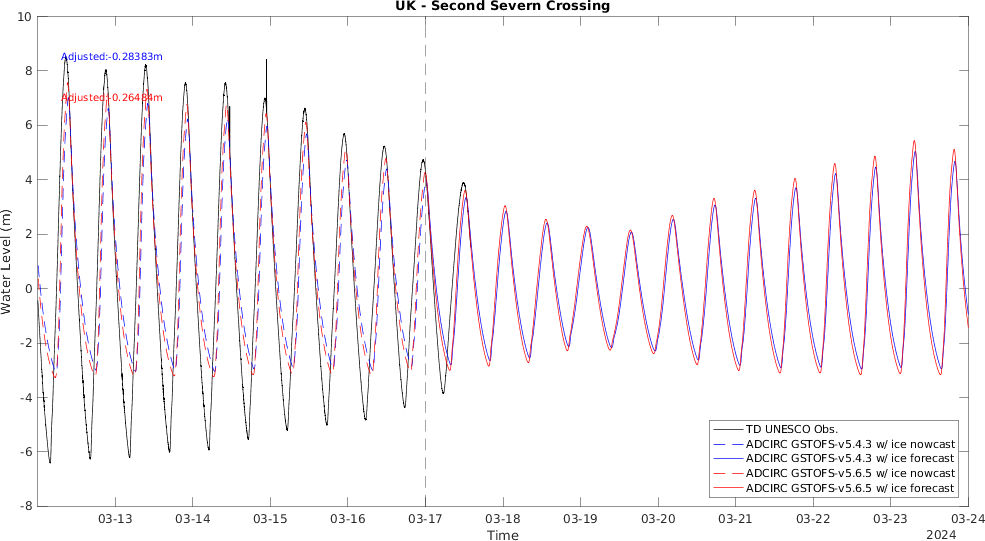 UK - Second Severn Crossing
10
8
6
4
2
0
-2
-4
-6
-8
Water Level (m)
Adjusted:-0.28383m
Adjusted:-0.26484m
TD UNESCO Obs.
ADCIRC GSTOFS-v5.4.3 w/ ice nowcast
ADCIRC GSTOFS-v5.4.3 w/ ice forecast
ADCIRC GSTOFS-v5.6.5 w/ ice nowcast
ADCIRC GSTOFS-v5.6.5 w/ ice forecast
03-13 03-14 03-15 03-16 03-17 03-18 03-19 03-20 03-21 03-22 03-23 03-24
2024
Time